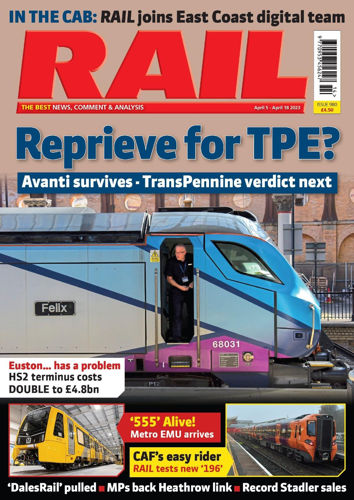 IN THE CAB: RAIL joins East Coast digital team
RAIL
THE BEST NEWS, COMMENT & ANALYSIS
April 5 - April 18 2023
ISSUE 980
£4.50
Reprieve for TPE?
Avanti survives - TransPennine verdict next
Felix
68031
Euston... has a problem
HS2 terminus costs
DOUBLE to £4.8bn
‘555’ Alive!
Metro EMU arrives
CAF’s easy rider
RAIL tests new ‘196’
‘DalesRail’ pulled ■ MPs back Heathrow link ■ Record Stadler sales